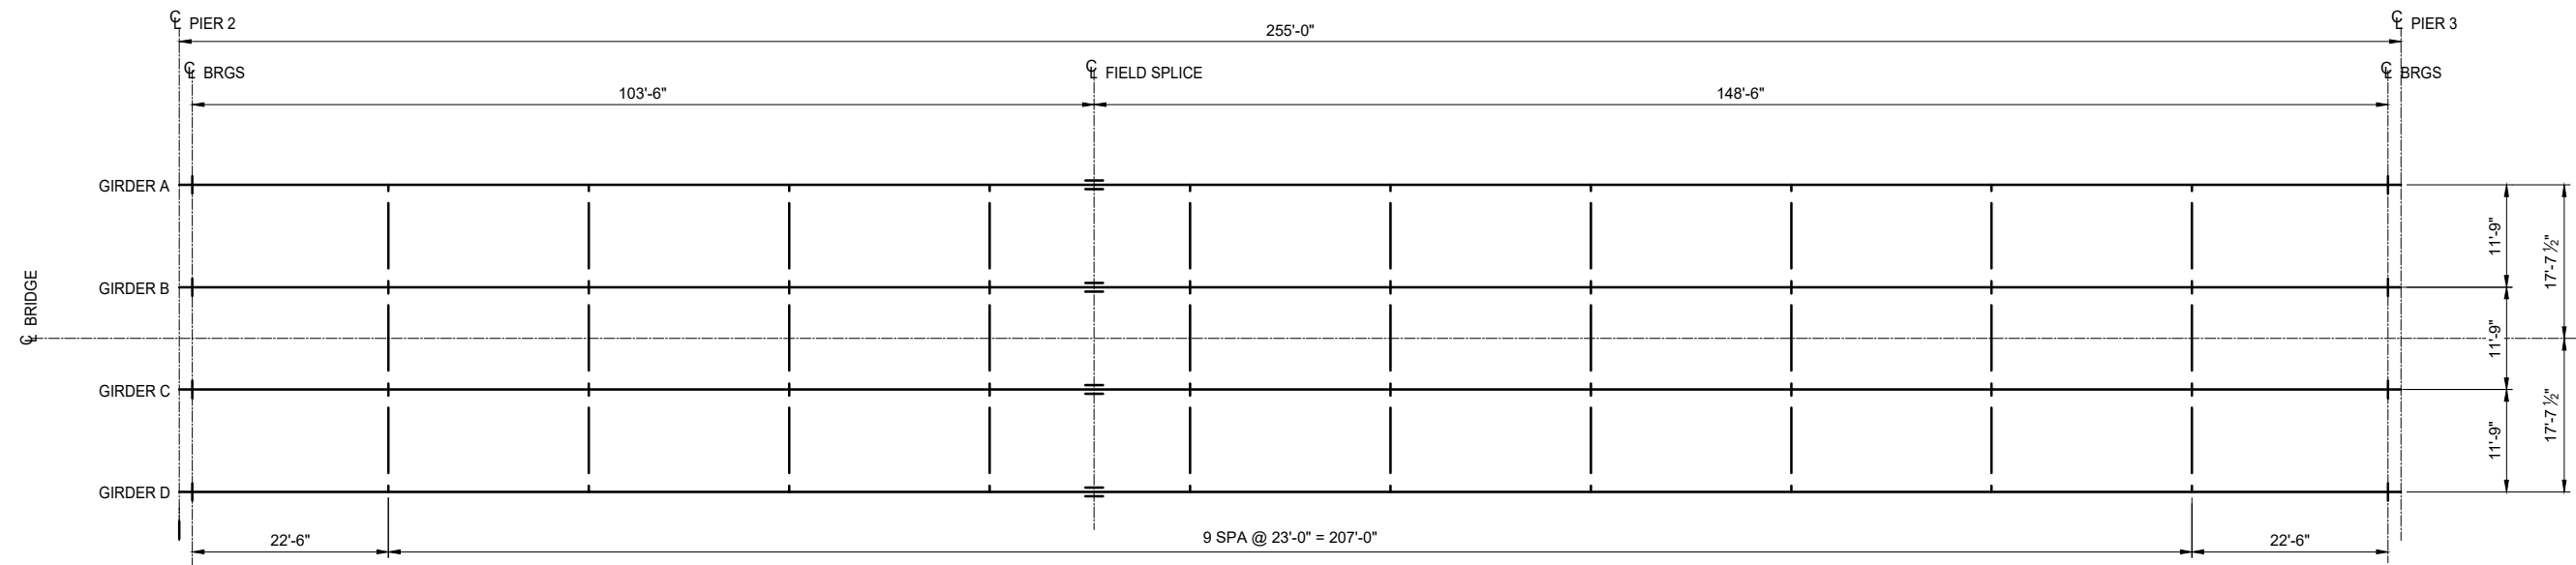 ℄ PIER 2
255'-0"
℄ PIER 3
℄ BRGS
℄ FIELD SPLICE
℄ BRGS
103'-6"
148'-6"
GIRDER A
GIRDER B
GIRDER C
GIRDER D
℄ BRIDGE
11'-9"
11'-9"
11'-9"
17'-7 ½"
17'-7 ½"
22'-6"
9 SPA @ 23'-0" = 207'-0"
22'-6"